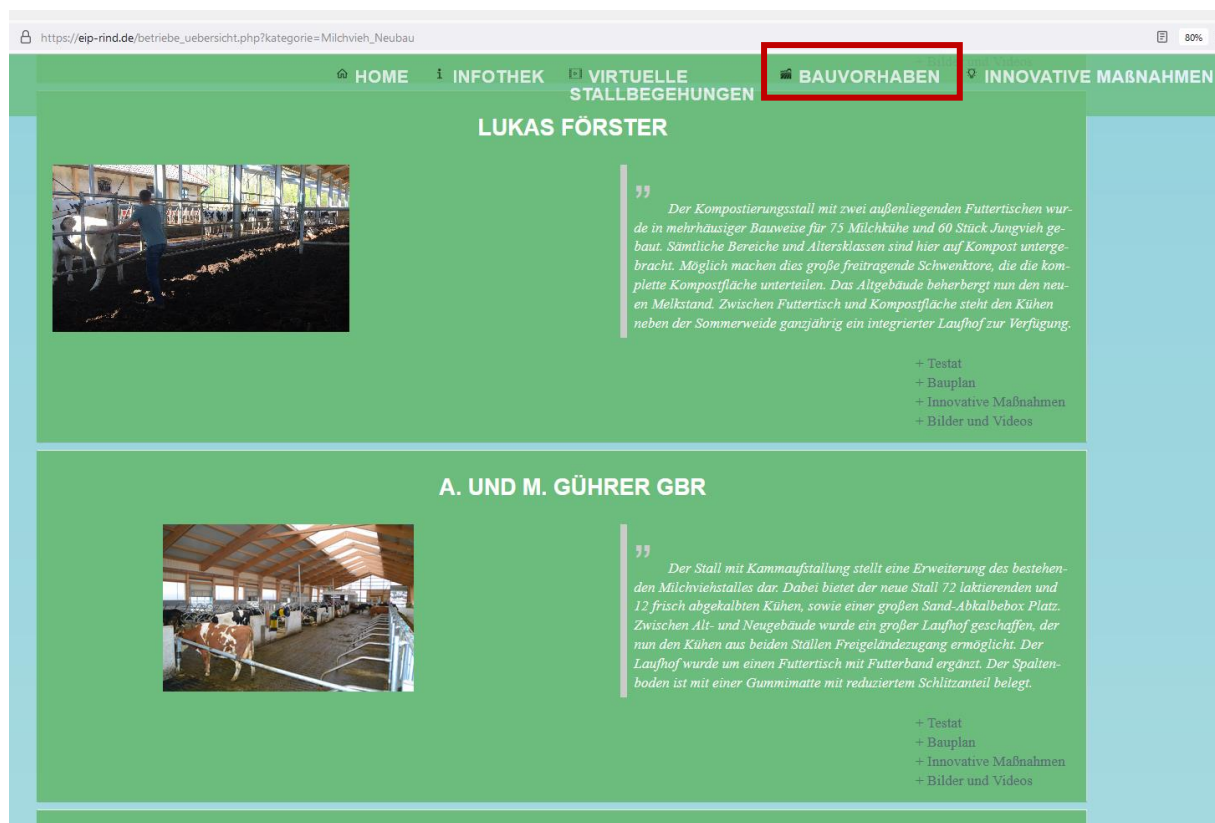 https://eip-rind.de/betriebe_uebersicht.php?kategorie=Milchvieh_Neubau
80%
+ Bilder und Videos
HOME
INFOTHEK
VIRTUELLE
STALLBEGEHUNGEN
BAUVORHABEN
INNOVATIVE MAßNAHMEN
LUKAS FÖRSTER
”
Der Kompostierungsstall mit zwei außenliegenden Futtertischen wur-
de in mehrhäusiger Bauweise für 75 Milchkühe und 60 Stück Jungvieh ge-
baut. Sämtliche Bereiche und Altersklassen sind hier auf Kompost unterge-
bracht. Möglich machen dies große freitragende Schwenktore, die die kom-
plette Kompostfläche unterteilen. Das Altgebäude beherbergt nun den neu-
en Melkstand. Zwischen Futtertisch und Kompostfläche steht den Kühen
neben der Sommerweide ganzjährig ein integrierter Laufhof zur Verfügung.
+ Testat
+ Bauplan
+ Innovative Maßnahmen
+ Bilder und Videos
A. UND M. GÜHRER GBR
”
Der Stall mit Kammaufstallung stellt eine Erweiterung des bestehen-
den Milchviehstalles dar. Dabei bietet der neue Stall 72 laktierenden und
12 frisch abgekalbten Kühen, sowie einer großen Sand-Abkalbebox Platz.
Zwischen Alt- und Neugebäude wurde ein großer Laufhof geschaffen, der
nun den Kühen aus beiden Ställen Freigeländezugang ermöglicht. Der
Laufhof wurde um einen Futtertisch mit Futterband ergänzt. Der Spalten-
boden ist mit einer Gummimatte mit reduziertem Schlitzanteil belegt.
+ Testat
+ Bauplan
+ Innovative Maßnahmen
+ Bilder und Videos